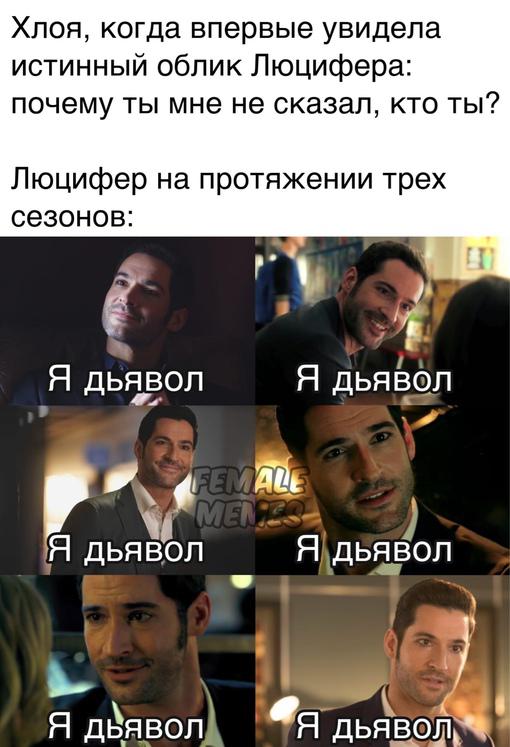 Хлоя, когда впервые увидела
истинный облик Люцифера:
почему ты мне не сказал, кто ты?
Люцифер на протяжении трех
сезонов:
Я дьявол
Я дьявол
FEMALE
MEMES
Я дьявол
Я дьявол
Я дьявол
Я дьявол